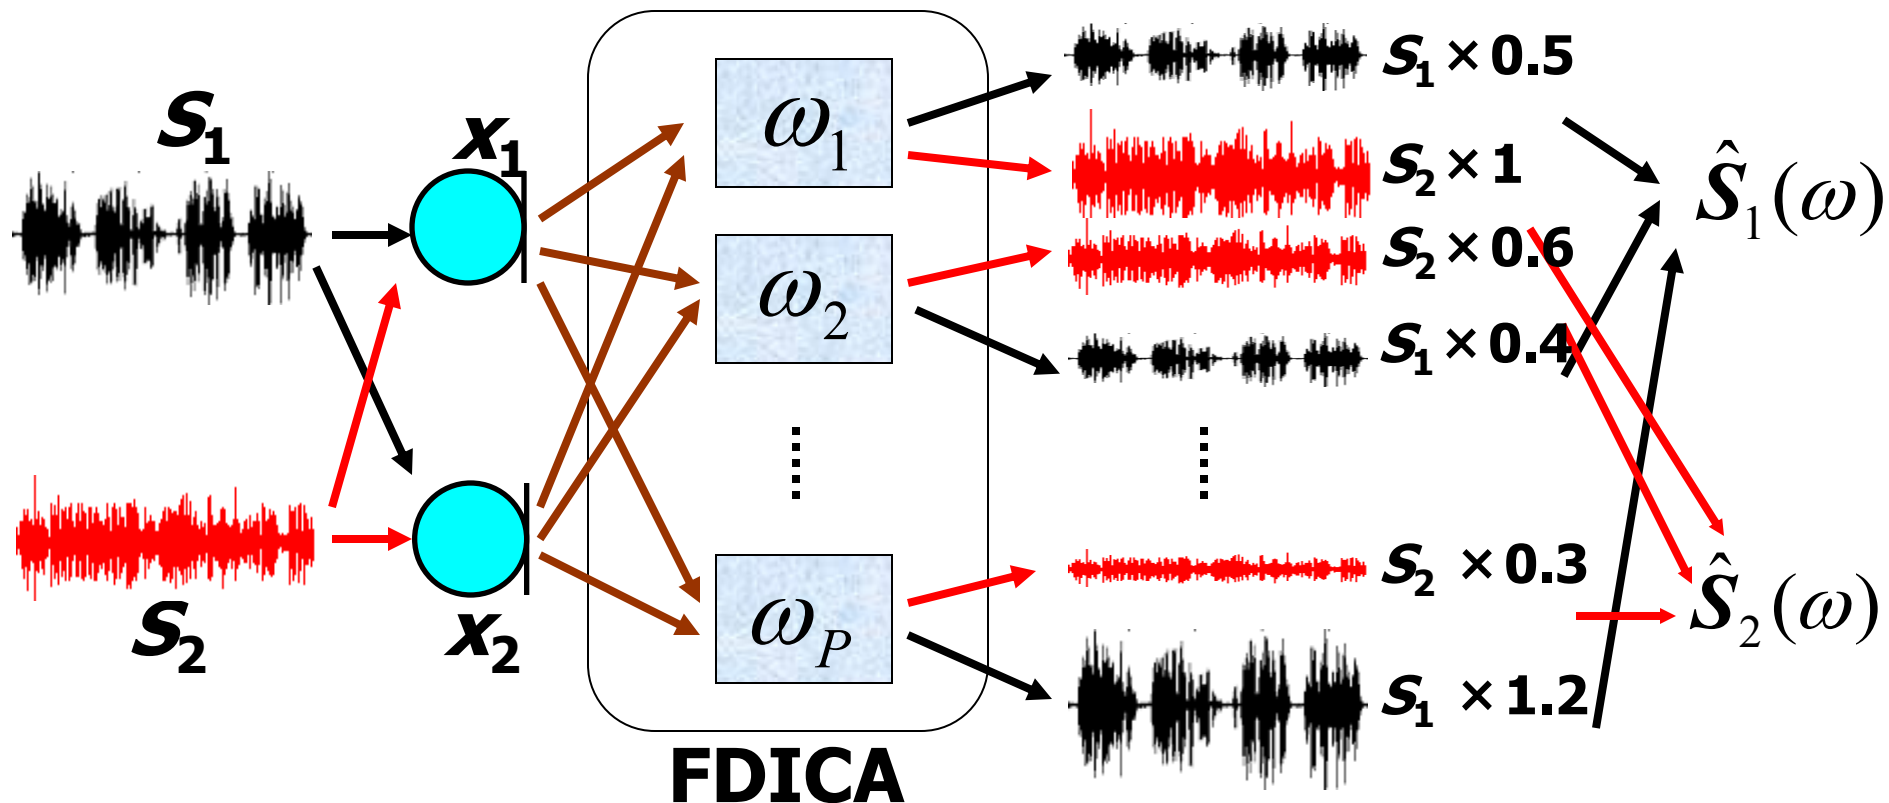 S₁
x₁
S₂
x₂
ω₁
ω₂
ω_P
FDICA
S₁ × 0.5
S₂ × 1
S₂ × 0.6
S₁ × 0.4
S₂ × 0.3
S₁ × 1.2
Ŝ₁(ω)
Ŝ₂(ω)